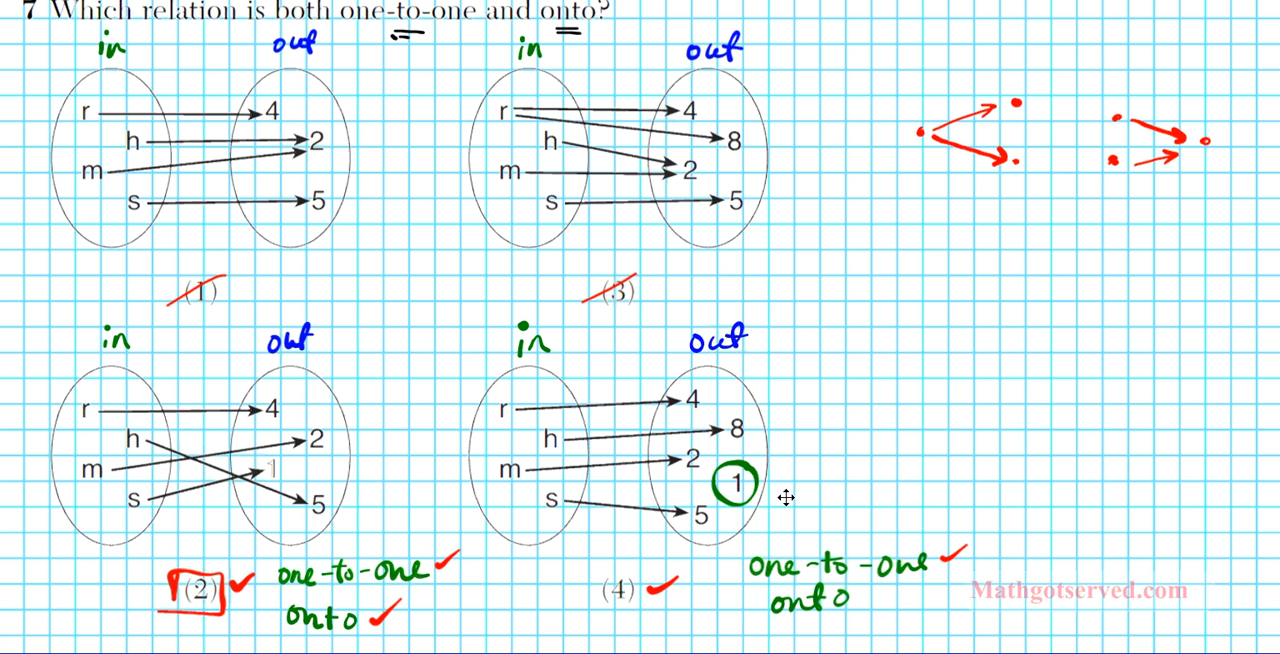 7 Which relation is both one-to-one and onto?
in out
r 4
h 2
m
s 5
(1)
in out
r 4
h 8
m 2
s 5
(3)
in out
r 4
h 2
m 1
s 5
(2)
one-to-one
onto
in out
r 4
h 8
m 2
1
s 5
(4)
one-to-one
onto
Mathgotserved.com